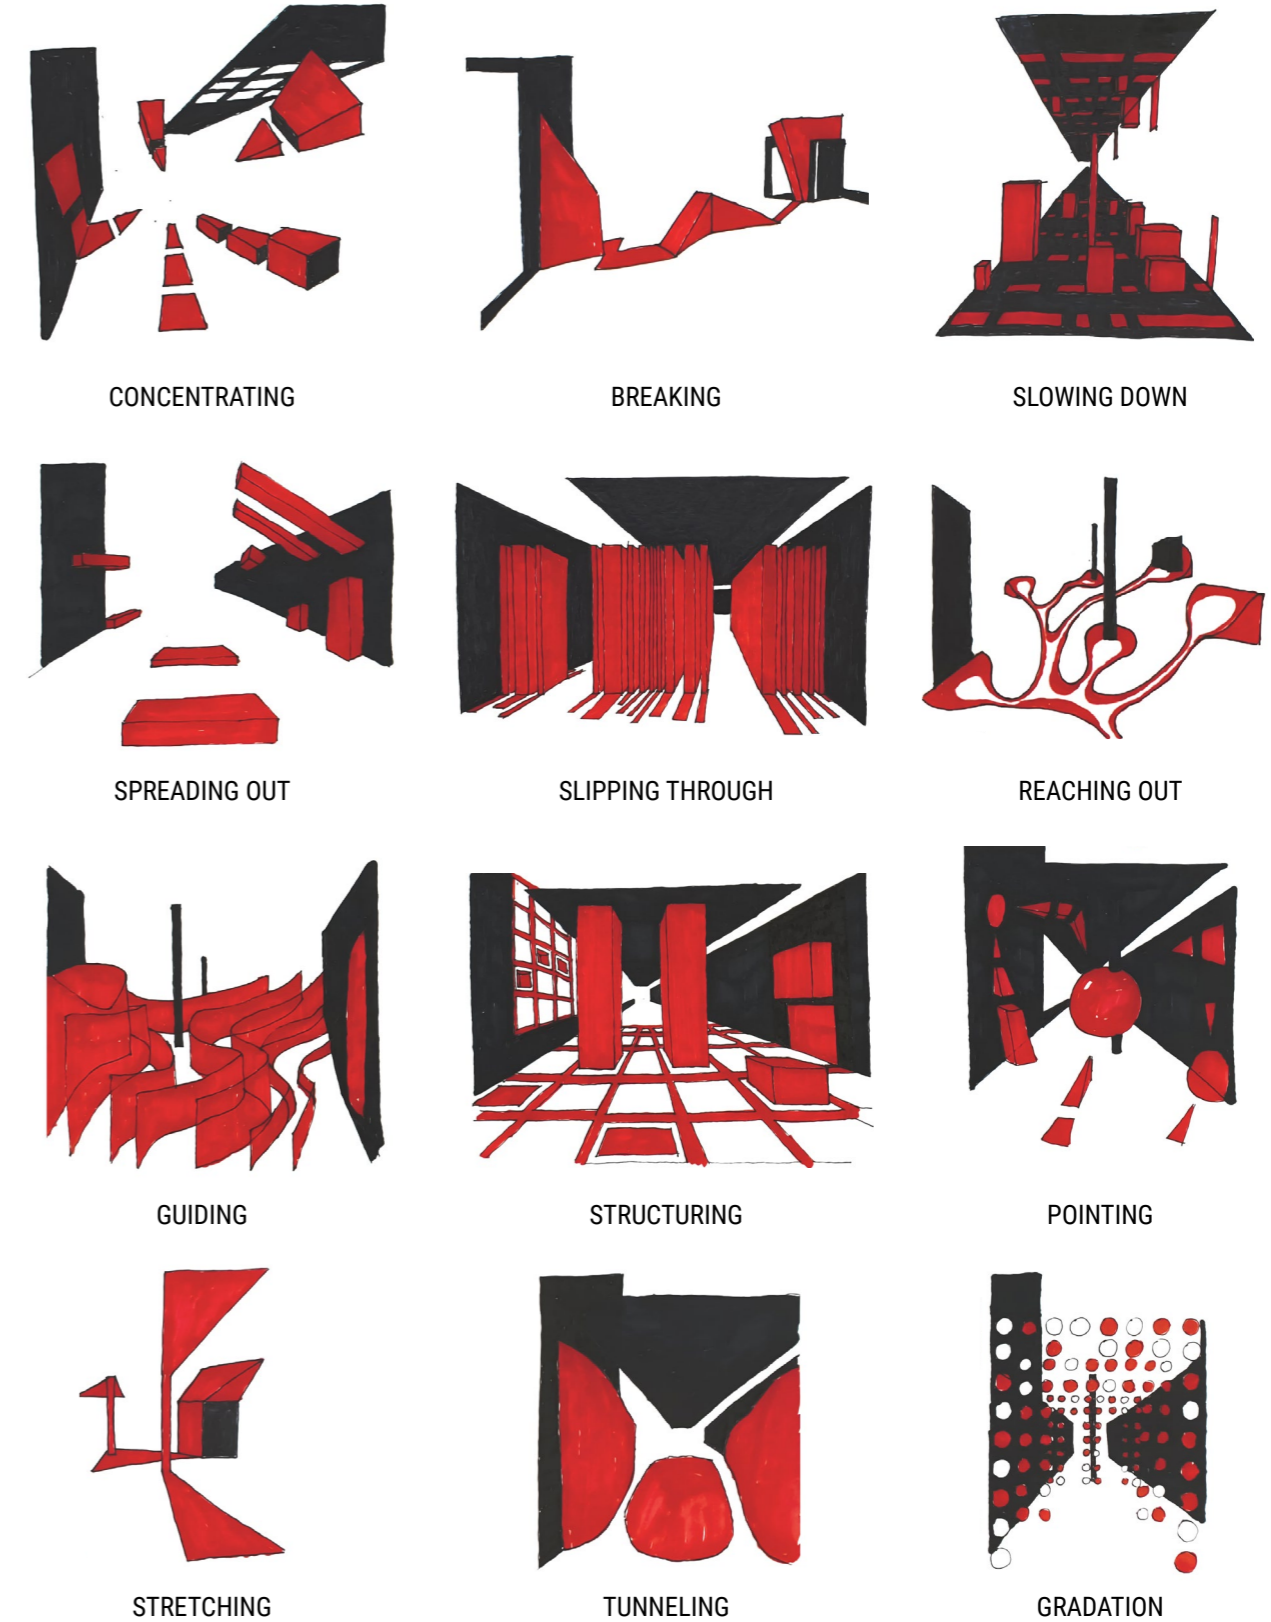 CONCENTRATING
BREAKING
SLOWING DOWN
SPREADING OUT
SLIPPING THROUGH
REACHING OUT
GUIDING
STRUCTURING
POINTING
STRETCHING
TUNNELING
GRADATION